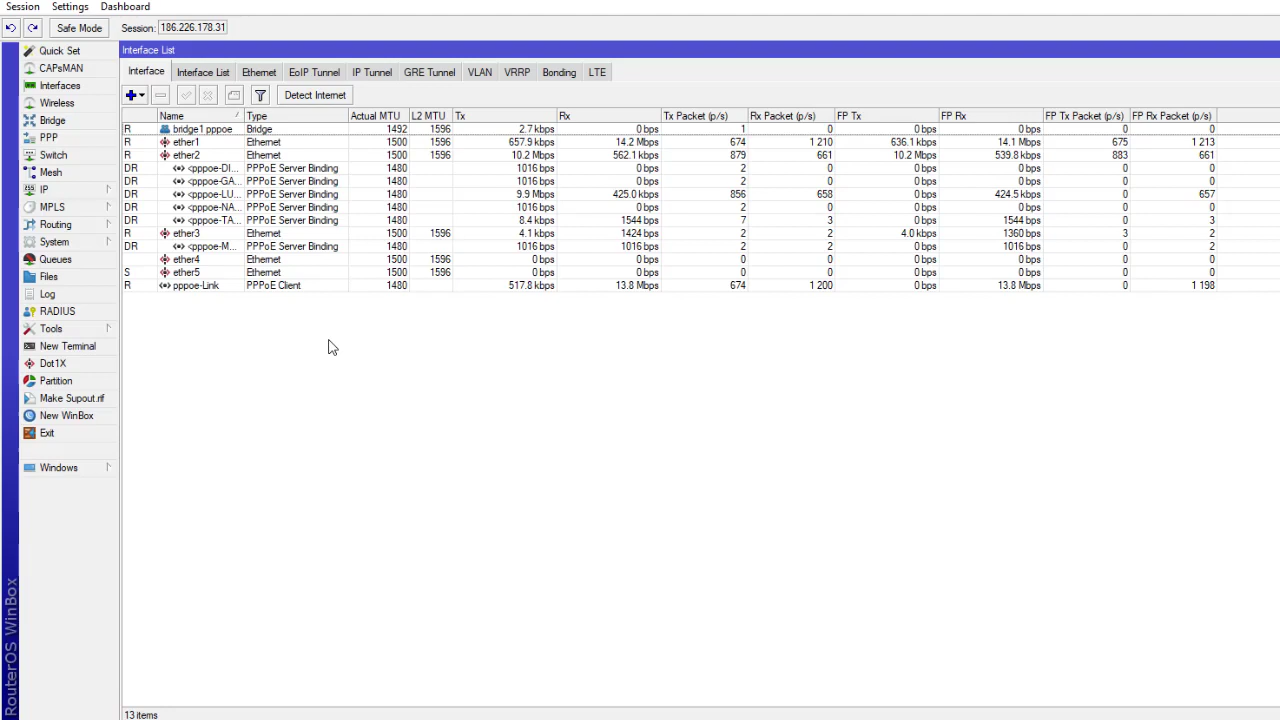 Session Settings Dashboard
Safe Mode Session: 186.226.178.31
Quick Set
CAPsMAN
Interfaces
Wireless
Bridge
PPP
Switch
Mesh
IP
MPLS
Routing
System
Queues
Files
Log
RADIUS
Tools
New Terminal
Dot1X
Partition
Make Supout.rif
New WinBox
Exit
Windows
RouterOS WinBox
Interface List
Interface Interface List Ethernet EoIP Tunnel IP Tunnel GRE Tunnel VLAN VRRP Bonding LTE
Detect Internet
Name Type Actual MTU L2 MTU Tx Rx Tx Packet (p/s) Rx Packet (p/s) FP Tx FP Rx FP Tx Packet (p/s) FP Rx Packet (p/s)
R bridge1 pppoe Bridge 1492 1596 2.7 kbps 0 bps 1 0 0 bps 0 bps 0 0
R ether1 Ethernet 1500 1596 657.9 kbps 14.2 Mbps 674 1 210 636.1 kbps 14.1 Mbps 675 1 213
R ether2 Ethernet 1500 1596 10.2 Mbps 562.1 kbps 879 661 10.2 Mbps 539.8 kbps 883 661
DR <pppoe-DI... PPPoE Server Binding 1480 1016 bps 0 bps 2 0 0 bps 0 bps 0 0
DR <pppoe-GA... PPPoE Server Binding 1480 1016 bps 0 bps 2 0 0 bps 0 bps 0 0
DR <pppoe-LU... PPPoE Server Binding 1480 9.9 Mbps 425.0 kbps 856 658 0 bps 424.5 kbps 0 657
DR <pppoe-NA... PPPoE Server Binding 1480 1016 bps 0 bps 2 0 0 bps 0 bps 0 0
DR <pppoe-TA... PPPoE Server Binding 1480 8.4 kbps 1544 bps 7 3 0 bps 1544 bps 0 3
R ether3 Ethernet 1500 1596 4.1 kbps 1424 bps 2 2 4.0 kbps 1360 bps 3 2
DR <pppoe-M... PPPoE Server Binding 1480 1016 bps 1016 bps 2 2 0 bps 1016 bps 0 2
ether4 Ethernet 1500 1596 0 bps 0 bps 0 0 0 bps 0 bps 0 0
S ether5 Ethernet 1500 1596 0 bps 0 bps 0 0 0 bps 0 bps 0 0
R pppoe-Link PPPoE Client 1480 517.8 kbps 13.8 Mbps 674 1 200 0 bps 13.8 Mbps 0 1 198
13 items